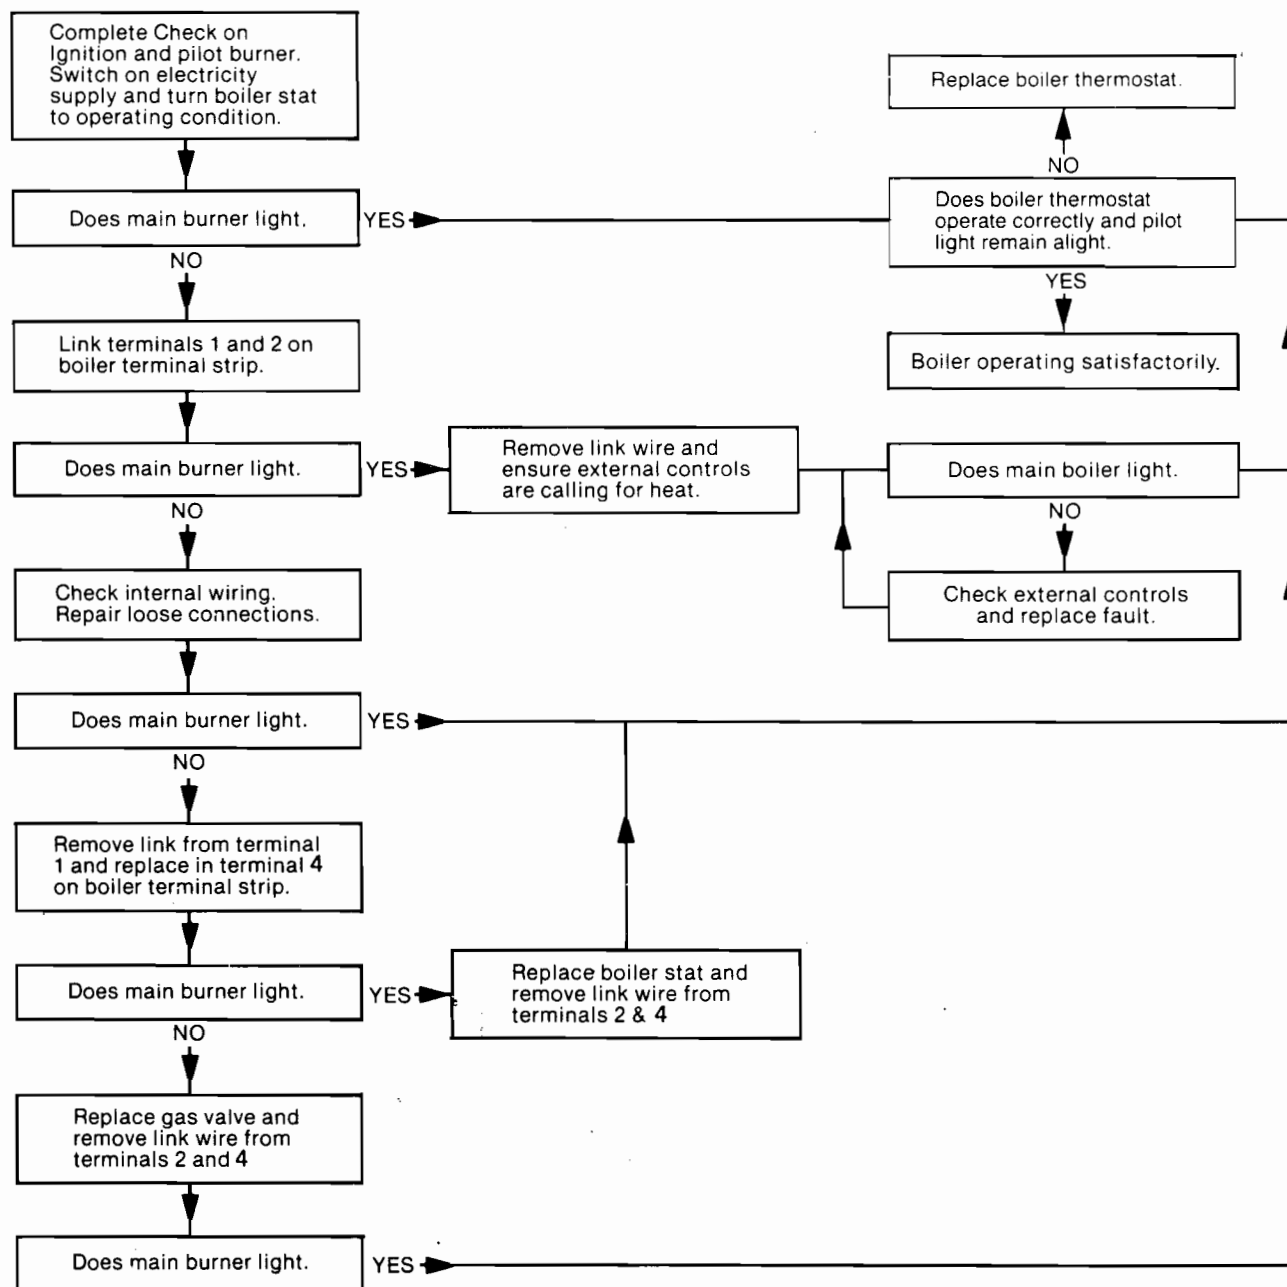 Complete Check on
Ignition and pilot burner.
Switch on electricity
supply and turn boiler stat
to operating condition.
Replace boiler thermostat.
NO
Does main burner light.
YES
Does boiler thermostat
operate correctly and pilot
light remain alight.
NO
YES
Link terminals 1 and 2 on
boiler terminal strip.
Boiler operating satisfactorily.
Does main burner light.
YES
Remove link wire and
ensure external controls
are calling for heat.
Does main boiler light.
NO
NO
Check internal wiring.
Repair loose connections.
Check external controls
and replace fault.
Does main burner light.
YES
NO
Remove link from terminal
1 and replace in terminal 4
on boiler terminal strip.
Does main burner light.
YES
Replace boiler stat and
remove link wire from
terminals 2 & 4
NO
Replace gas valve and
remove link wire from
terminals 2 and 4
Does main burner light.
YES